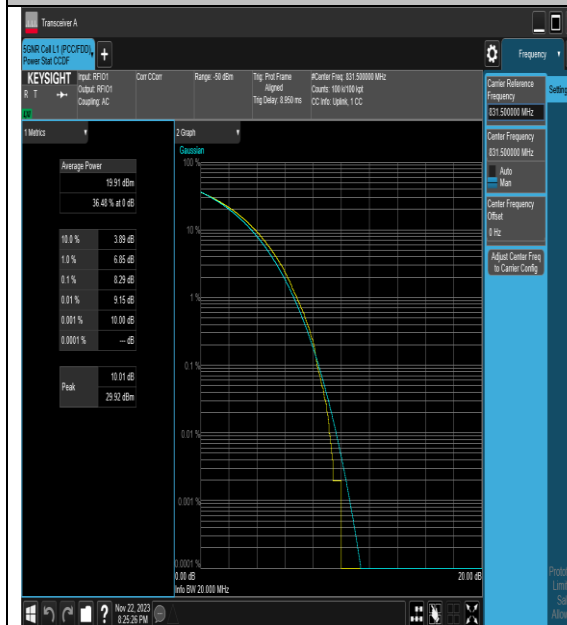 Transceiver A
5GNR Cell L1 (PCC/FDD),
Power Stat CCDF
Frequency
KEYSIGHT
R T
Input: RFIO1
Output: RFIO1
Coupling: AC
Corr CCorr
Range: -50 dBm
Trig: Prot Frame
Aligned
Trig Delay: 8.950 ms
#Center Freq: 831.500000 MHz
Counts: 100 k/100 kpt
CC Info: Uplink, 1 CC
Carrier Reference
Frequency
831.500000 MHz
Setting
Center Frequency
831.500000 MHz
Auto
Man
Center Frequency
Offset
0 Hz
Adjust Center Freq
to Carrier Config
1 Metrics
Average Power
19.91 dBm
36.48 % at 0 dB
10.0 % 3.89 dB
1.0 % 6.85 dB
0.1 % 8.29 dB
0.01 % 9.15 dB
0.001 % 10.00 dB
0.0001 % --- dB
Peak
10.01 dB
29.92 dBm
2 Graph
Gaussian
100 %
10 %
1 %
0.1 %
0.01 %
0.001 %
0.0001 %
0.00 dB
20.00 dB
Info BW 20.000 MHz
Nov 22, 2023
8:25:26 PM